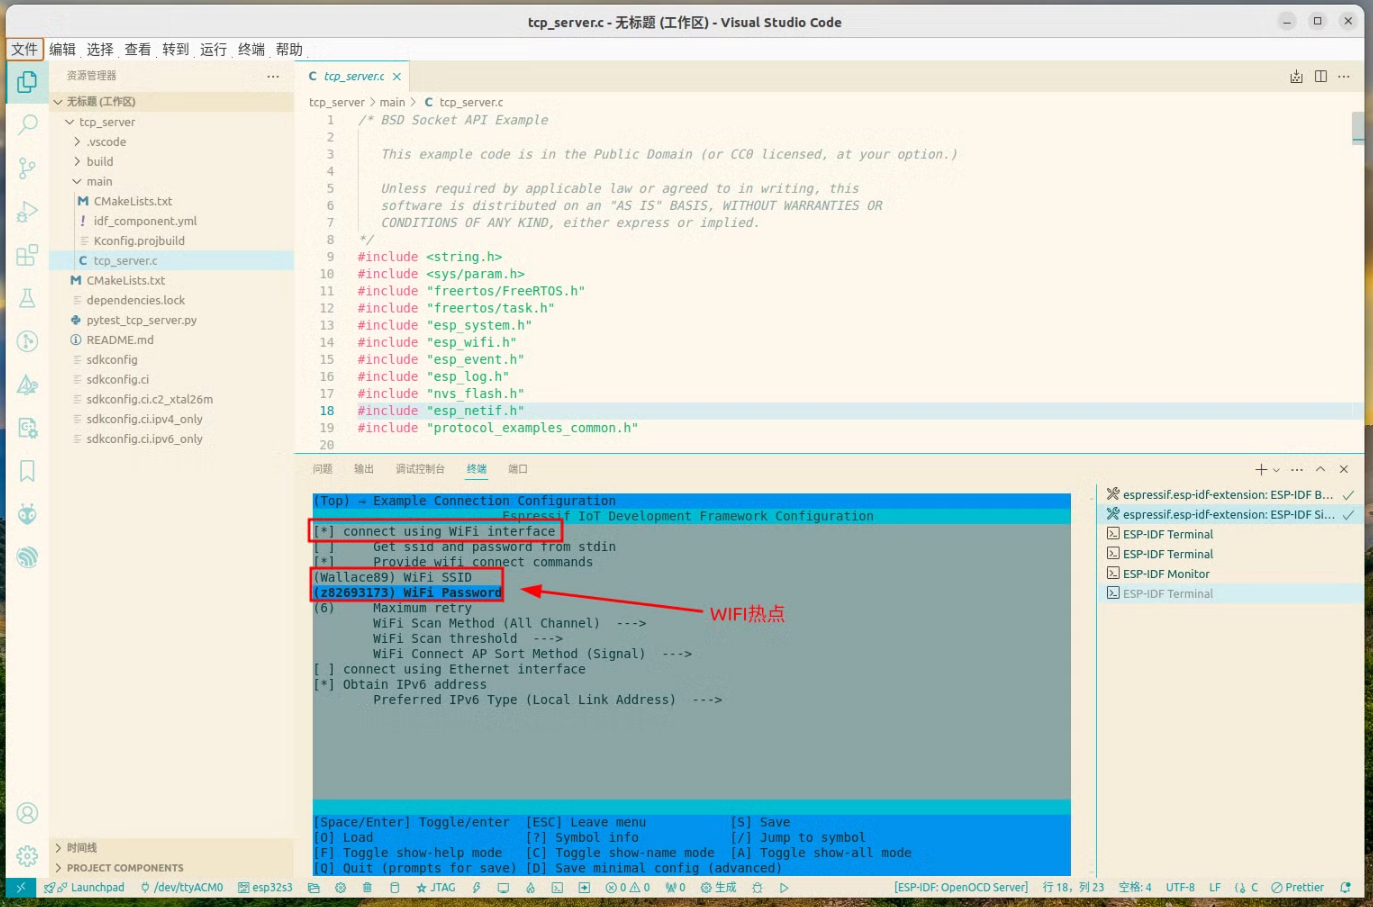 tcp_server.c - 无标题 (工作区) - Visual Studio Code
文件 编辑 选择 查看 转到 运行 终端 帮助
资源管理器
无标题 (工作区)
tcp_server
.vscode
build
main
CMakeLists.txt
idf_component.yml
Kconfig.projbuild
tcp_server.c
CMakeLists.txt
dependencies.lock
pytest_tcp_server.py
README.md
sdkconfig
sdkconfig.ci
sdkconfig.ci.c2_xtal26m
sdkconfig.ci.ipv4_only
sdkconfig.ci.ipv6_only
时间线
PROJECT COMPONENTS
C tcp_server.c
tcp_server > main > C tcp_server.c
1 /* BSD Socket API Example
2
3 This example code is in the Public Domain (or CC0 licensed, at your option.)
4
5 Unless required by applicable law or agreed to in writing, this
6 software is distributed on an "AS IS" BASIS, WITHOUT WARRANTIES OR
7 CONDITIONS OF ANY KIND, either express or implied.
8 */
9 #include <string.h>
10 #include <sys/param.h>
11 #include "freertos/FreeRTOS.h"
12 #include "freertos/task.h"
13 #include "esp_system.h"
14 #include "esp_wifi.h"
15 #include "esp_event.h"
16 #include "esp_log.h"
17 #include "nvs_flash.h"
18 #include "esp_netif.h"
19 #include "protocol_examples_common.h"
20
问题 输出 调试控制台 终端 端口
(Top) → Example Connection Configuration
Espressif IoT Development Framework Configuration
[*] connect using WiFi interface
[ ] Get ssid and password from stdin
[*] Provide wifi connect commands
(Wallace89) WiFi SSID
(z82693173) WiFi Password
(6) Maximum retry
WiFi Scan Method (All Channel) --->
WiFi Scan threshold --->
WiFi Connect AP Sort Method (Signal) --->
[ ] connect using Ethernet interface
[*] Obtain IPv6 address
Preferred IPv6 Type (Local Link Address) --->
WIFI热点
[Space/Enter] Toggle/enter [ESC] Leave menu [S] Save
[O] Load [?] Symbol info [/] Jump to symbol
[F] Toggle show-help mode [C] Toggle show-name mode [A] Toggle show-all mode
[Q] Quit (prompts for save) [D] Save minimal config (advanced)
espressif.esp-idf-extension: ESP-IDF B...
espressif.esp-idf-extension: ESP-IDF Si...
ESP-IDF Terminal
ESP-IDF Terminal
ESP-IDF Monitor
ESP-IDF Terminal
Launchpad /dev/ttyACM0 esp32s3 JTAG 0 0 0 生成 [ESP-IDF: OpenOCD Server] 行 18，列 23 空格: 4 UTF-8 LF C Prettier